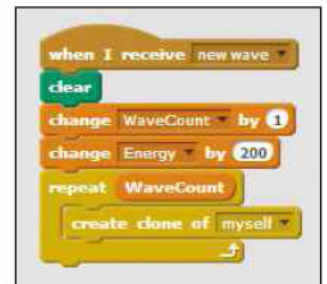 when I receive new wave
clear
change WaveCount by 1
change Energy by 200
repeat WaveCount
create clone of myself